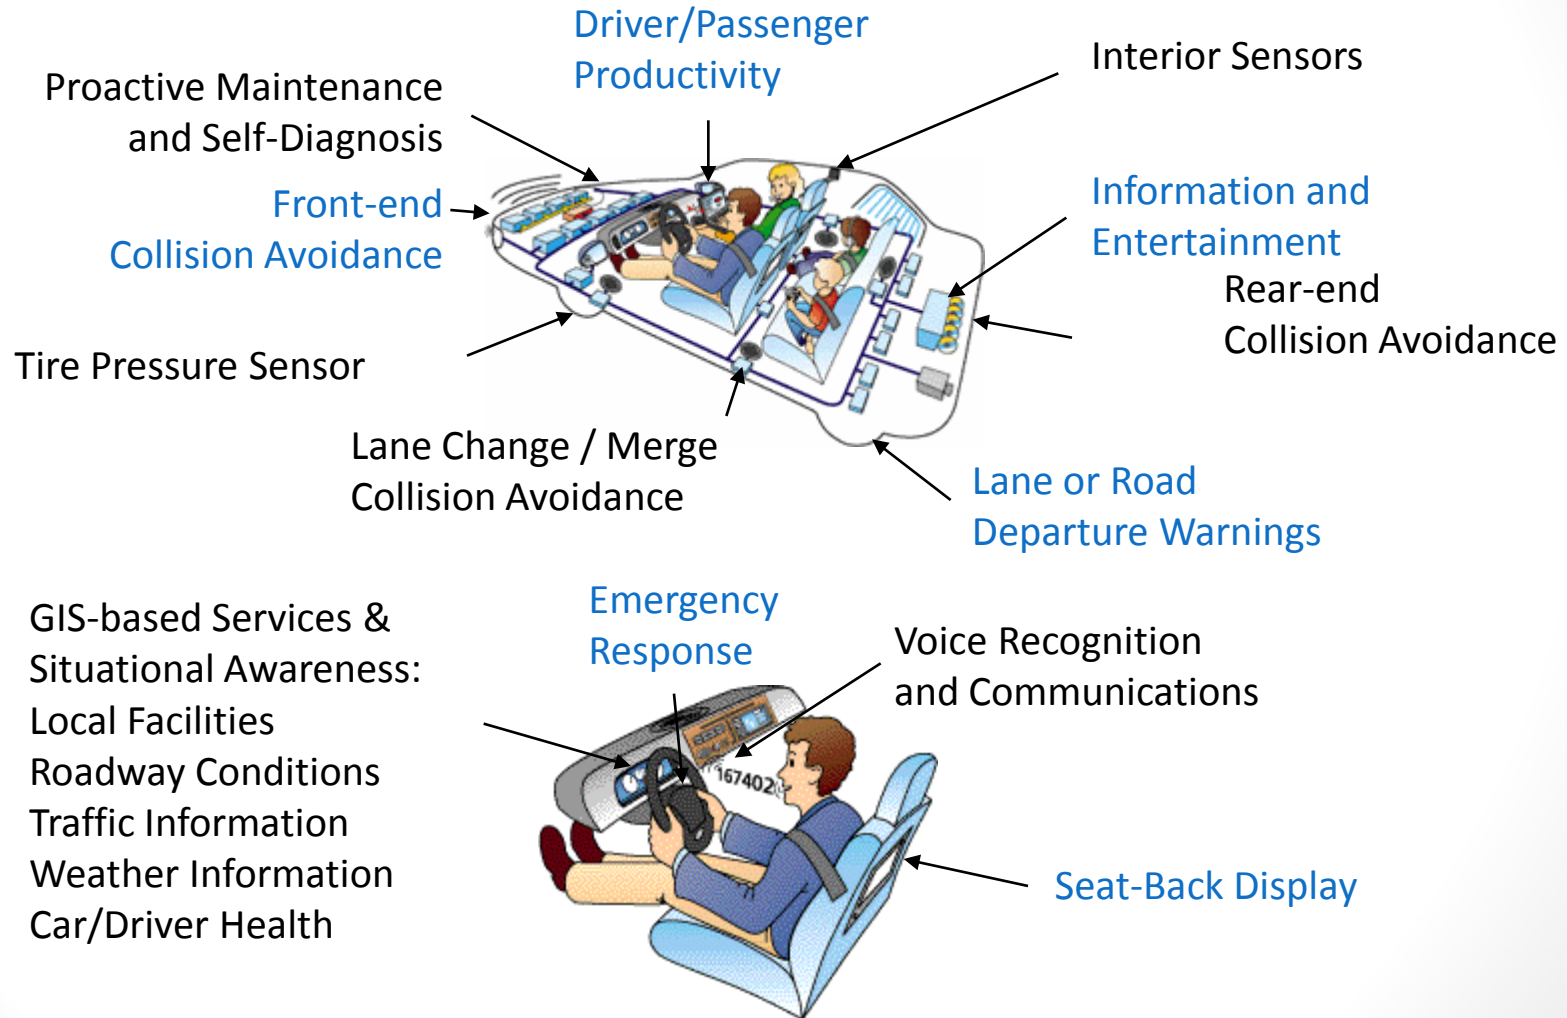 Driver/Passenger
Productivity
Interior Sensors
Proactive Maintenance
and Self-Diagnosis
Front-end
Collision Avoidance
Information and
Entertainment
Rear-end
Collision Avoidance
Tire Pressure Sensor
Lane Change / Merge
Collision Avoidance
Lane or Road
Departure Warnings
GIS-based Services &
Situational Awareness:
Local Facilities
Roadway Conditions
Traffic Information
Weather Information
Car/Driver Health
Emergency
Response
Voice Recognition
and Communications
167402
Seat-Back Display